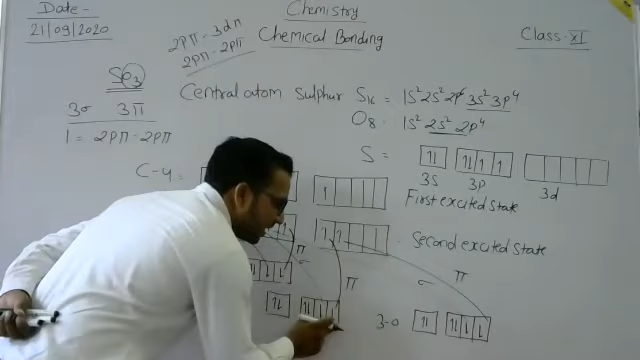 Date-
21/09/2020
Chemistry
Chemical Bonding
Class-XI
2pπ-3dπ
2pπ-2pπ
SO3
3σ 3π
1 = 2pπ-2pπ
Central atom sulphur S16 = 1S² 2S² 2p⁶ 3S² 3p⁴
O8 = 1S² 2S² 2p⁴
S =
3S 3p 3d
First excited state
Second excited state
π
σ
π
σ
π
3-O